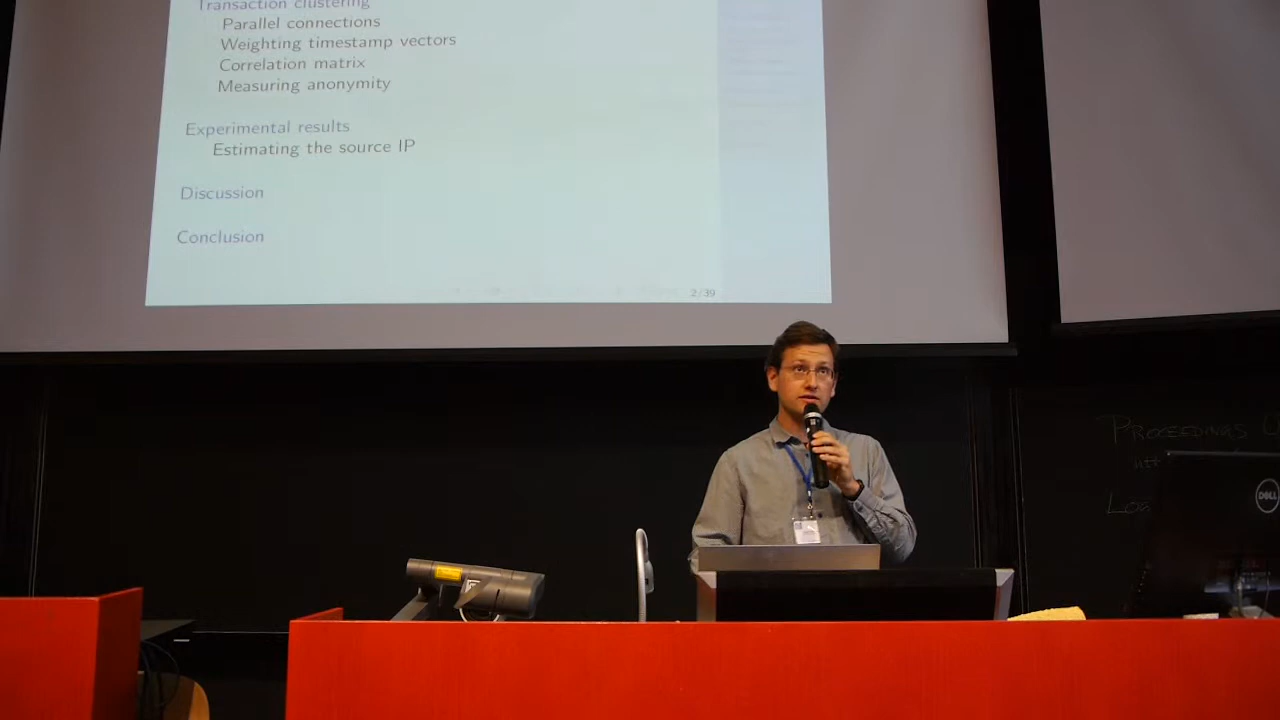 Transaction clustering
Parallel connections
Weighting timestamp vectors
Correlation matrix
Measuring anonymity
Experimental results
Estimating the source IP
Discussion
Conclusion
2/39
PROCEEDINGS
DELL